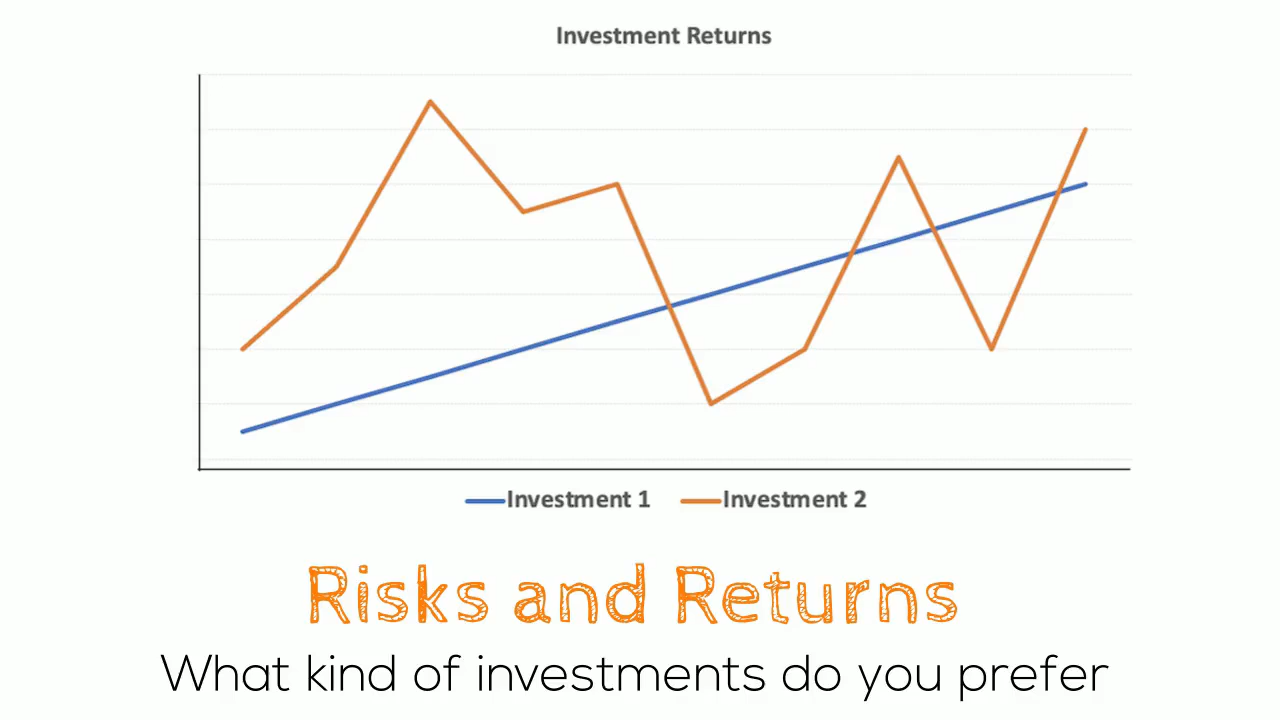 Investment Returns
Investment 1 Investment 2
Risks and Returns
What kind of investments do you prefer